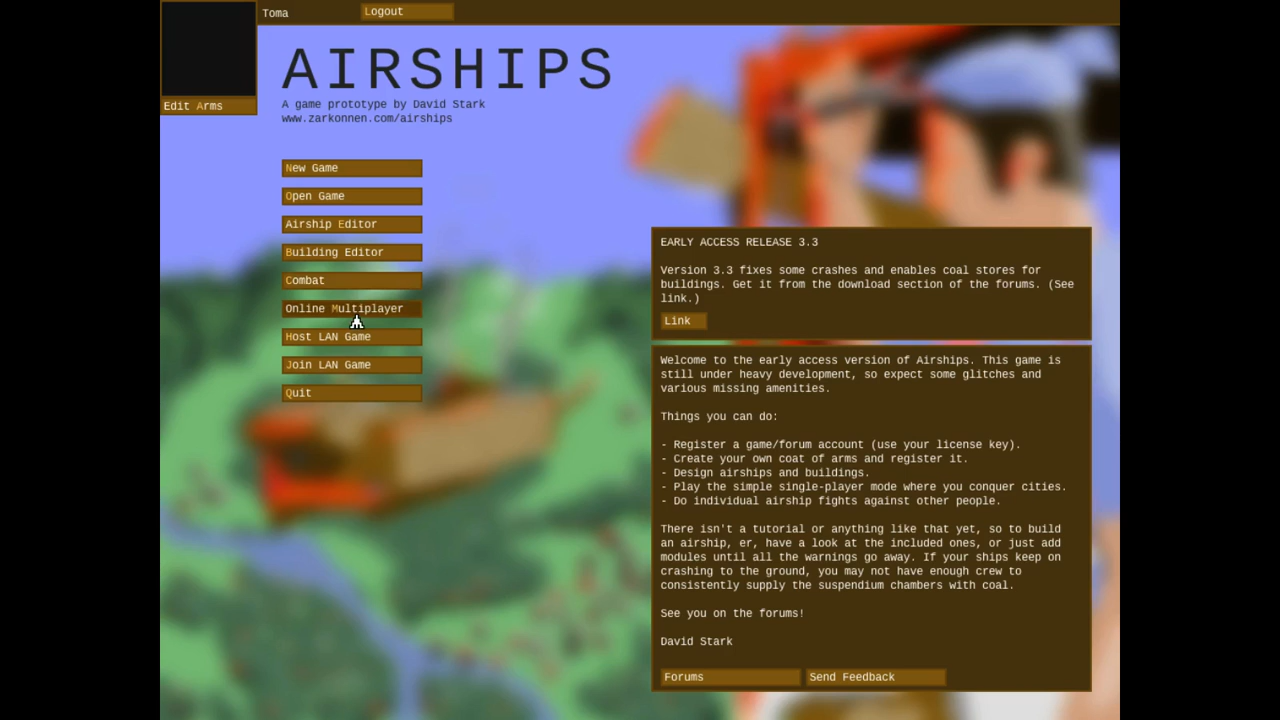 Toma
Logout
Edit Arms
AIRSHIPS
A game prototype by David Stark
www.zarkonnen.com/airships
New Game
Open Game
Airship Editor
Building Editor
Combat
Online Multiplayer
Host LAN Game
Join LAN Game
Quit
EARLY ACCESS RELEASE 3.3
Version 3.3 fixes some crashes and enables coal stores for
buildings. Get it from the download section of the forums. (See
link.)
Link
Welcome to the early access version of Airships. This game is
still under heavy development, so expect some glitches and
various missing amenities.
Things you can do:
- Register a game/forum account (use your license key).
- Create your own coat of arms and register it.
- Design airships and buildings.
- Play the simple single-player mode where you conquer cities.
- Do individual airship fights against other people.
There isn't a tutorial or anything like that yet, so to build
an airship, er, have a look at the included ones, or just add
modules until all the warnings go away. If your ships keep on
crashing to the ground, you may not have enough crew to
consistently supply the suspendium chambers with coal.
See you on the forums!
David Stark
Forums
Send Feedback